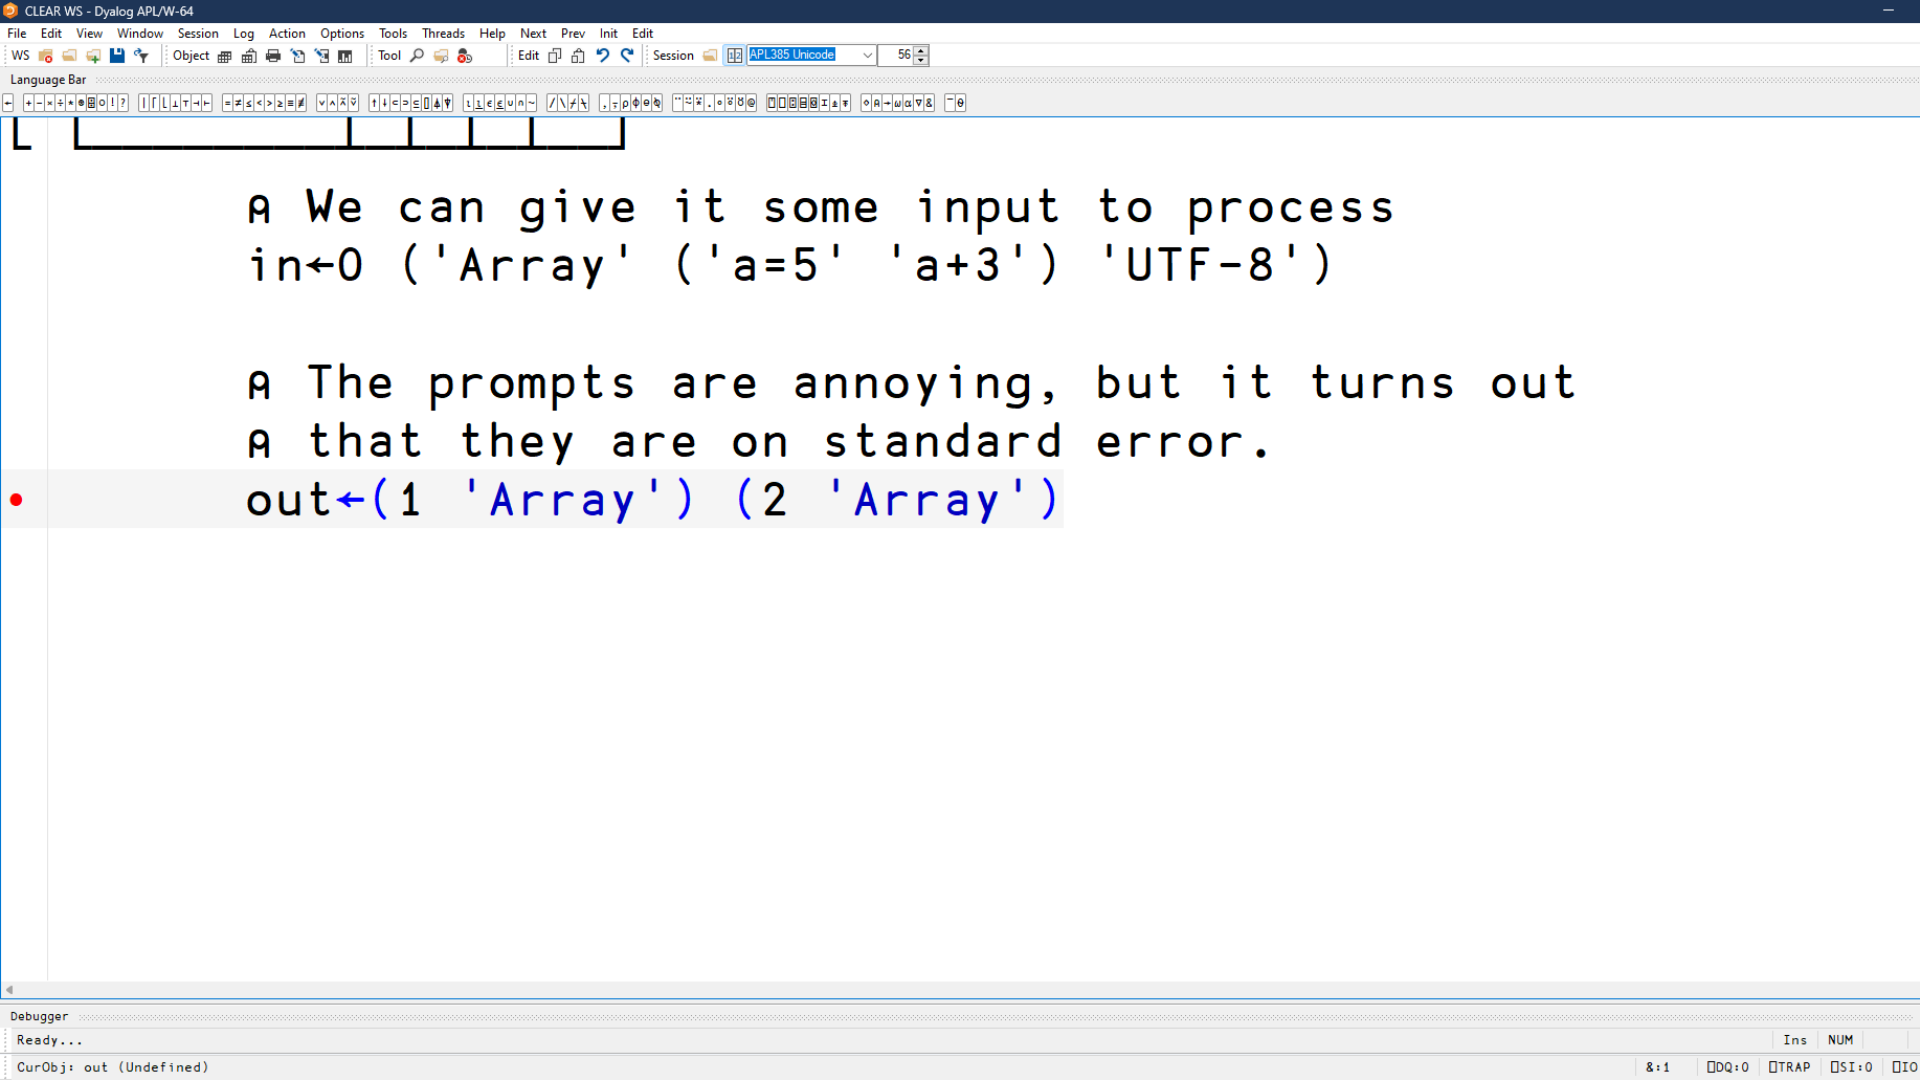 CLEAR WS - Dyalog APL/W-64
File Edit View Window Session Log Action Options Tools Threads Help Next Prev Init Edit
WS Object Tool Edit Session APL385 Unicode 56
Language Bar
⍝ We can give it some input to process
in←0 ('Array' ('a=5' 'a+3') 'UTF-8')
⍝ The prompts are annoying, but it turns out
⍝ that they are on standard error.
out←(1 'Array') (2 'Array')
Debugger
Ready... Ins NUM
CurObj: out (Undefined) &:1 ⎕DQ:0 ⎕TRAP ⎕SI:0 ⎕IO